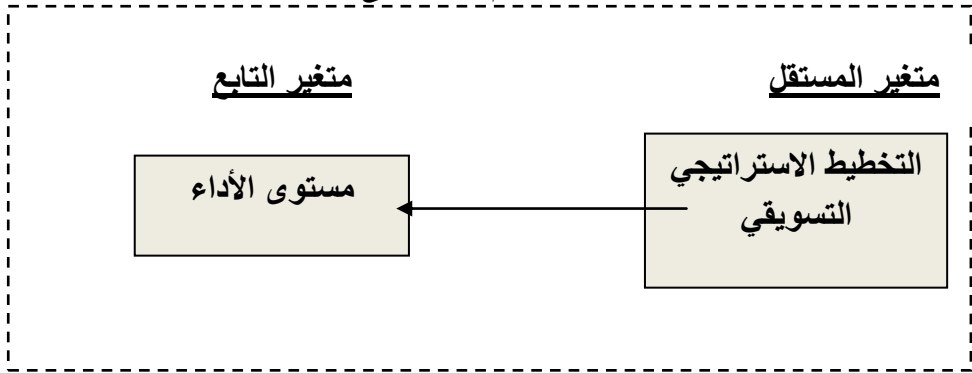 متغير المستقل
متغير التابع
التخطيط الاستراتيجي
التسويقي
مستوى الأداء